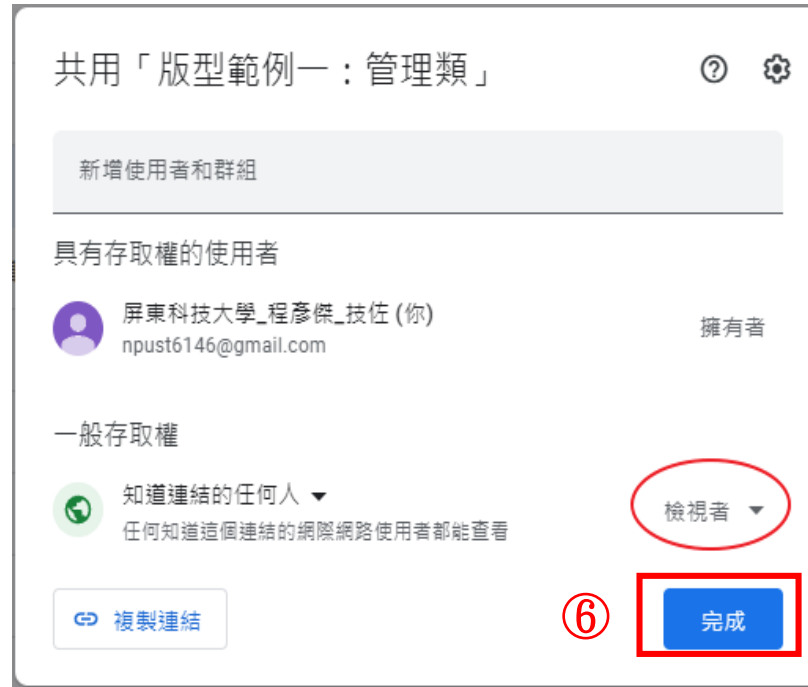 共用「版型範例一：管理類」
新增使用者和群組
具有存取權的使用者
屏東科技大學_程彥傑_技佐 (你)
npust6146@gmail.com
擁有者
一般存取權
知道連結的任何人
任何知道這個連結的網際網路使用者都能查看
檢視者
複製連結
⑥
完成